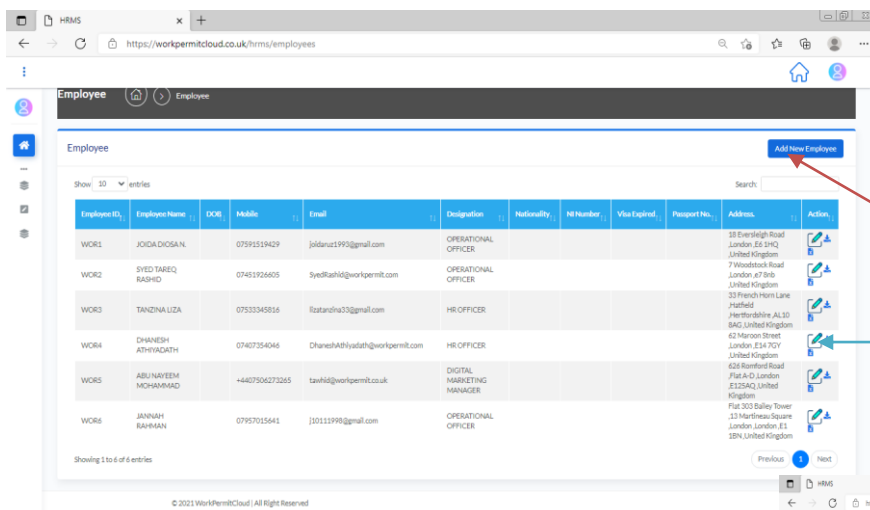 HRMS
https://workpermitcloud.co.uk/hrms/employees
Employee Employee
Employee
Add New Employee
Show 10 entries
Search:
Employee ID. Employee Name DOB Mobile Email Designation Nationality NI Number Visa Expired. Passport No. Address. Action
WOR1 JOIDA DIOSA N. 07591519429 joidaruz1993@gmail.com OPERATIONAL OFFICER 18 Eversleigh Road ,London ,E6 1HQ ,United Kingdom
WOR2 SYED TAREQ RASHID 07451926605 SyedRashid@workpermit.com OPERATIONAL OFFICER 7 Woodstock Road ,London ,e7 8nb ,United Kingdom
WOR3 TANZINA LIZA 07533345816 lizatanzina33@gmail.com HR OFFICER 33 French Horn Lane ,Hatfield ,Hertfordshire ,AL10 8AG ,United Kingdom
WOR4 DHANESH ATHIYADATH 07407354046 DhaneshAthiyadath@workpermit.com HR OFFICER 62 Maroon Street ,London ,E14 7GY ,United Kingdom
WOR5 ABU NAYEEM MOHAMMAD +4407506273265 tawhid@workpermit.co.uk DIGITAL MARKETING MANAGER 626 Romford Road ,Flat A-D ,London ,E125AQ ,United Kingdom
WOR6 JANNAH RAHMAN 07957015641 j10111998@gmail.com OPERATIONAL OFFICER Flat 303 Bailey Tower ,13 Martineau Square ,London ,London ,E1 1BN ,United Kingdom
Showing 1 to 6 of 6 entries
Previous 1 Next
© 2021 WorkPermitCloud | All Right Reserved
HRMS